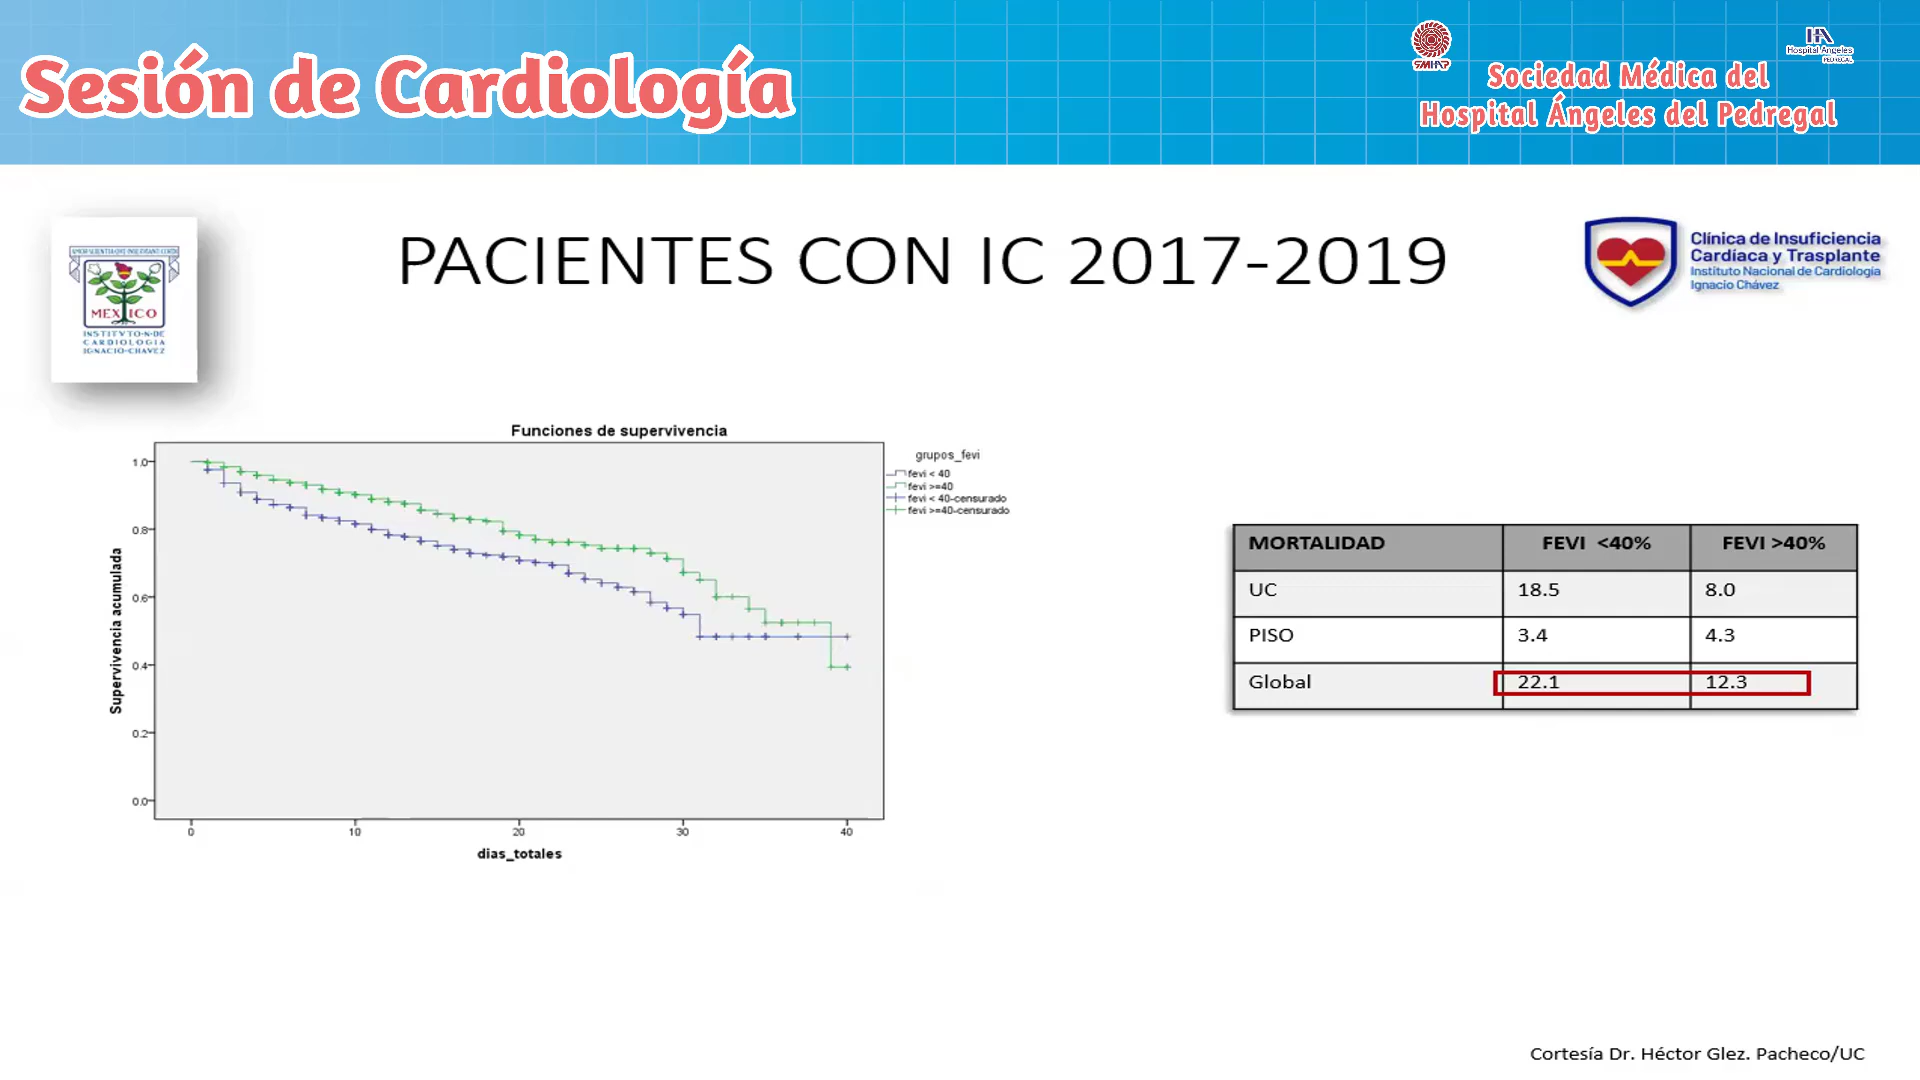 Sesión de Cardiología
SMHAP
Hospital Angeles
PEDREGAL
Sociedad Médica del
Hospital Ángeles del Pedregal
MEXICO
INSTITVTO·N·DE
CARDIOLOGIA
IGNACIO·CHAVEZ
PACIENTES CON IC 2017-2019
Clínica de Insuficiencia
Cardíaca y Trasplante
Instituto Nacional de Cardiología
Ignacio Chávez
Funciones de supervivencia
Supervivencia acumulada
1.0
0.8
0.6
0.4
0.2
0.0
0 10 20 30 40
dias_totales
grupos_fevi
fevi < 40
fevi >=40
fevi < 40-censurado
fevi >=40-censurado
MORTALIDAD FEVI <40% FEVI >40%
UC 18.5 8.0
PISO 3.4 4.3
Global 22.1 12.3
Cortesía Dr. Héctor Glez. Pacheco/UC